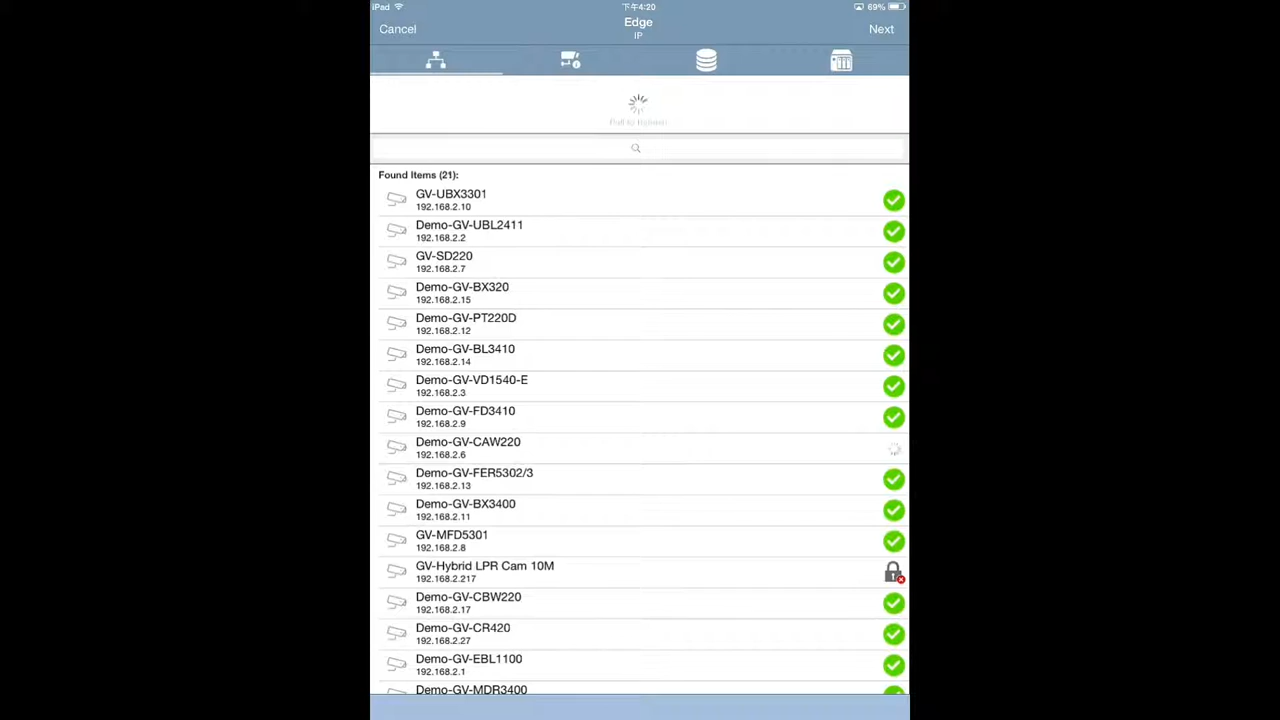 iPad 下午4:20 69%
Cancel Edge Next
IP
Pull to
Found Items (21):
GV-UBX3301
192.168.2.10
Demo-GV-UBL2411
192.168.2.2
GV-SD220
192.168.2.7
Demo-GV-BX320
192.168.2.15
Demo-GV-PT220D
192.168.2.12
Demo-GV-BL3410
192.168.2.14
Demo-GV-VD1540-E
192.168.2.3
Demo-GV-FD3410
192.168.2.9
Demo-GV-CAW220
192.168.2.6
Demo-GV-FER5302/3
192.168.2.13
Demo-GV-BX3400
192.168.2.11
GV-MFD5301
192.168.2.8
GV-Hybrid LPR Cam 10M
192.168.2.217
Demo-GV-CBW220
192.168.2.17
Demo-GV-CR420
192.168.2.27
Demo-GV-EBL1100
192.168.2.1
Demo-GV-MDR3400